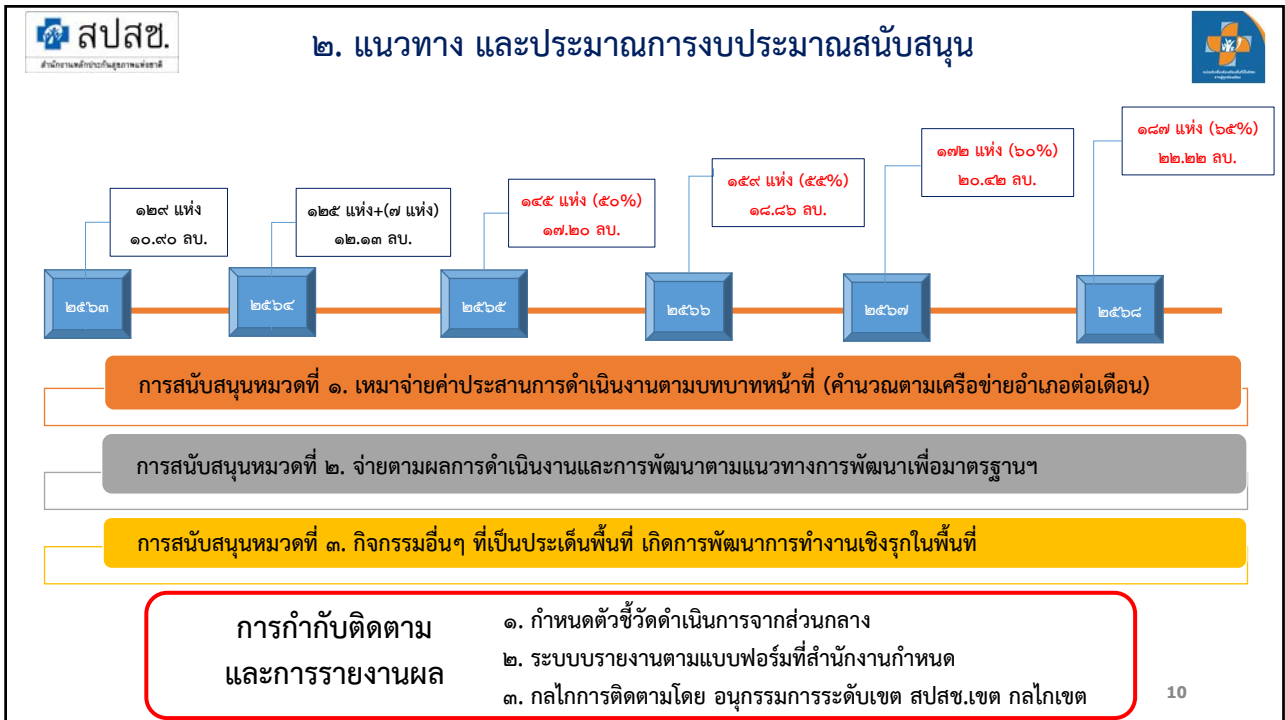 สปสช.
สำนักงานหลักประกันสุขภาพแห่งชาติ
๒. แนวทาง และประมาณการงบประมาณสนับสนุน
๑๒๙ แห่ง
๑๐.๙๐ ลบ.
๑๒๕ แห่ง+(๗ แห่ง)
๑๒.๑๓ ลบ.
๑๔๕ แห่ง (๕๐%)
๑๗.๒๐ ลบ.
๑๕๙ แห่ง (๕๕%)
๑๘.๘๖ ลบ.
๑๗๒ แห่ง (๖๐%)
๒๐.๔๒ ลบ.
๑๘๗ แห่ง (๖๕%)
๒๒.๒๒ ลบ.
๒๕๖๓
๒๕๖๔
๒๕๖๕
๒๕๖๖
๒๕๖๗
๒๕๖๘
การสนับสนุนหมวดที่ ๑. เหมาจ่ายค่าประสานการดำเนินงานตามบทบาทหน้าที่ (คำนวณตามเครือข่ายอำเภอต่อเดือน)
การสนับสนุนหมวดที่ ๒. จ่ายตามผลการดำเนินงานและการพัฒนาตามแนวทางการพัฒนาเพื่อมาตรฐานฯ
การสนับสนุนหมวดที่ ๓. กิจกรรมอื่นๆ ที่เป็นประเด็นพื้นที่ เกิดการพัฒนาการทำงานเชิงรุกในพื้นที่
การกำกับติดตาม
และการรายงานผล
๑. กำหนดตัวชี้วัดดำเนินการจากส่วนกลาง
๒. ระบบบรายงานตามแบบฟอร์มที่สำนักงานกำหนด
๓. กลไกการติดตามโดย อนุกรรมการระดับเขต สปสช.เขต กลไกเขต
10